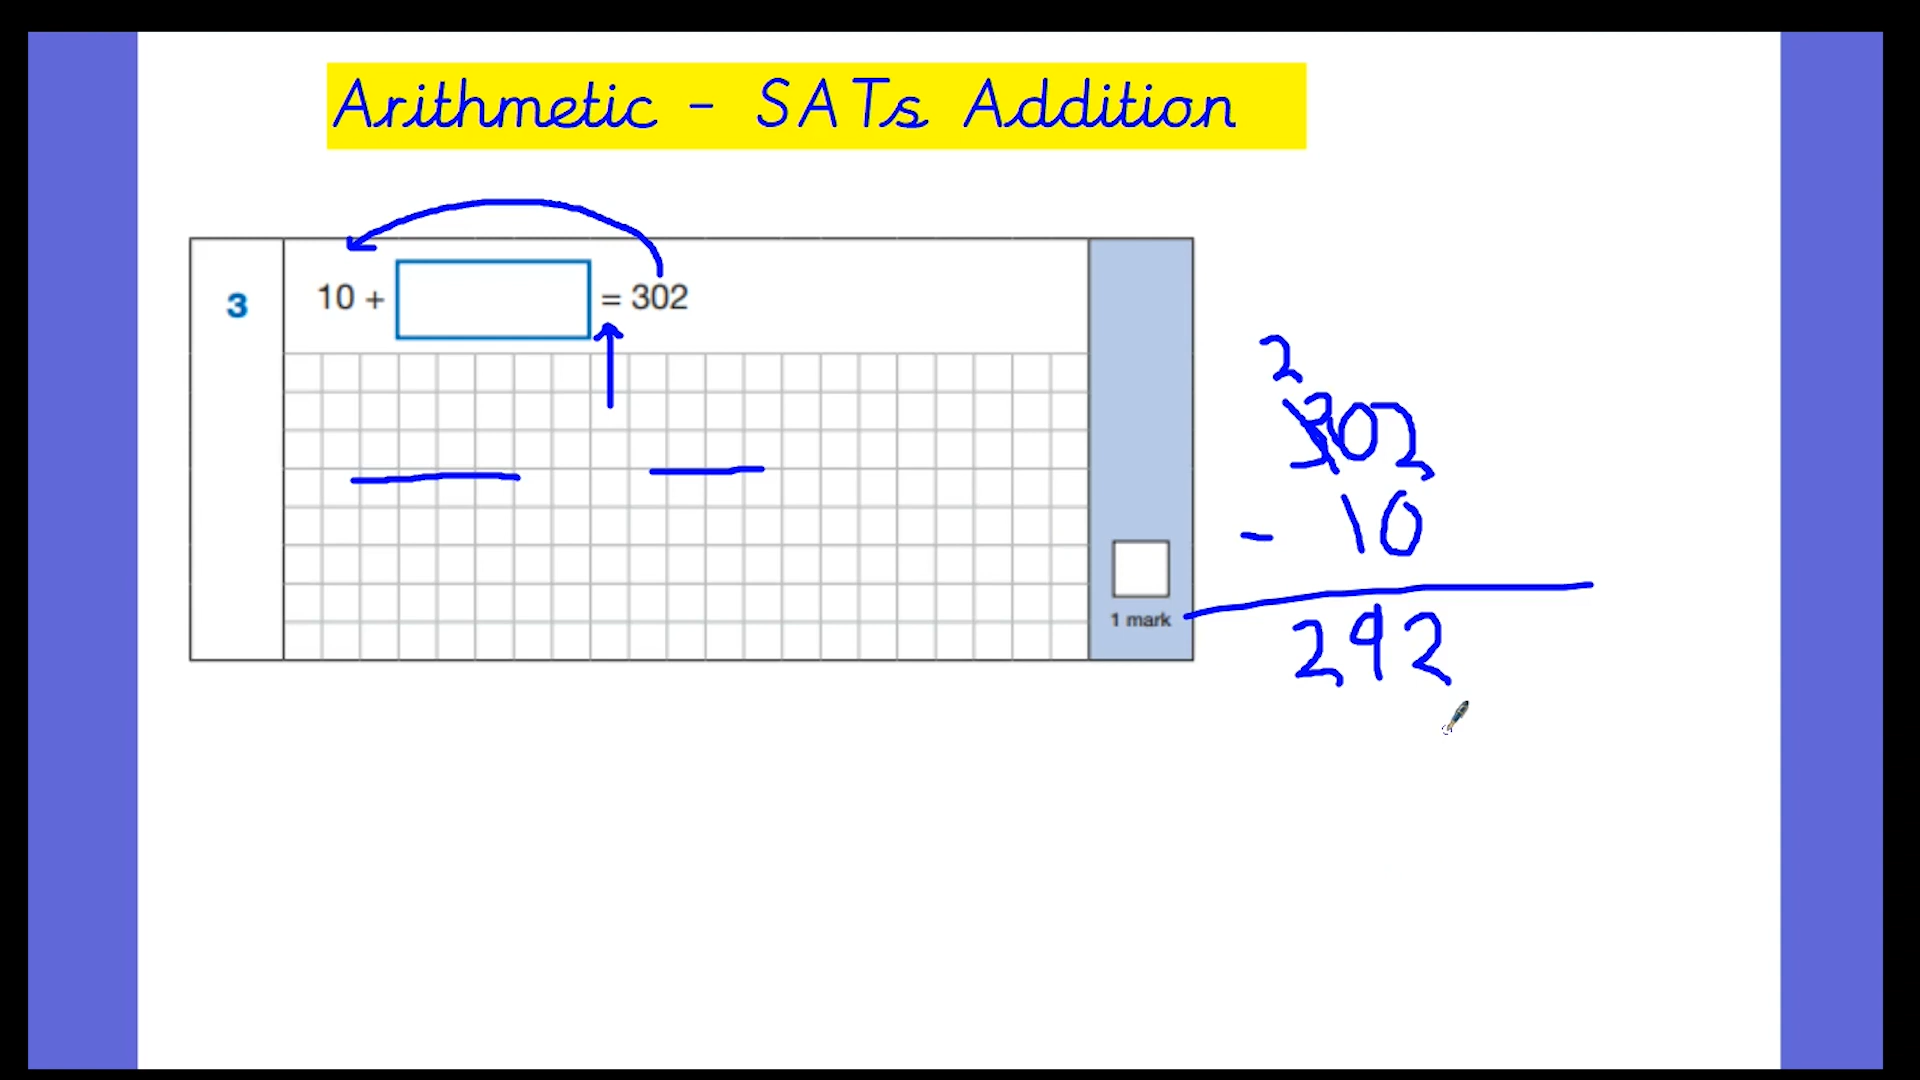 Arithmetic - SATs Addition
3
10 + = 302
2
302
- 10
292
1 mark